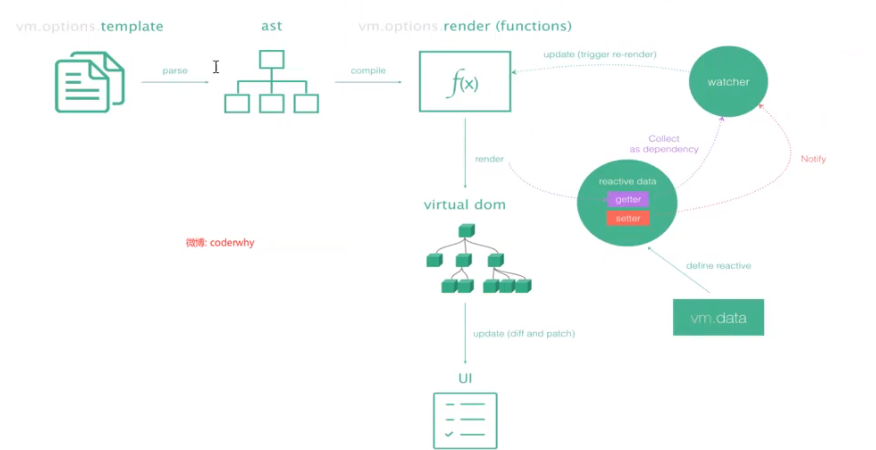 vm.options.template
ast
vm.options.render (functions)
parse
compile
f(x)
update (trigger re-render)
watcher
Collect
as dependency
Notify
render
reactive data
getter
setter
virtual dom
微博: coderwhy
define reactive
vm.data
update (diff and patch)
UI